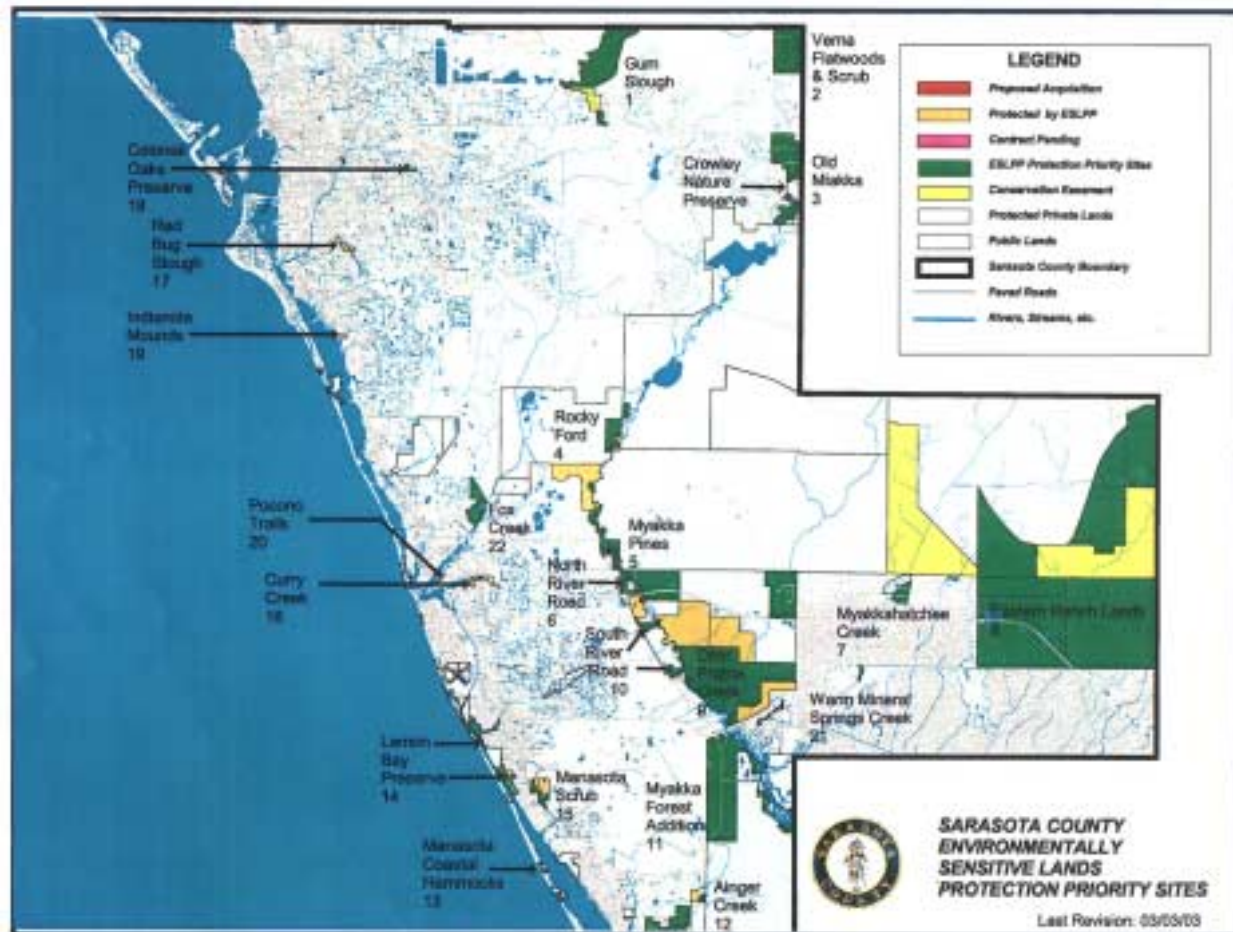 Gum
Slough
1
Verna
Flatwoods
& Scrub
2
LEGEND
Proposed Acquisition
Protected by ESLPP
Contract Pending
ESLPP Protection Priority Sites
Conservation Easement
Protected Private Lands
Public Lands
Sarasota County Boundary
Paved Roads
Rivers, Streams, etc.
Colonial
Oaks
Preserve
19
Crowley
Nature
Preserve
Old
Miakka
3
Red
Bug
Slough
17
Mounds
Rocky
Ford
4
Pocono
Trails
20
Fox
Creek
22
Myakka
Pines
5
Curry
Creek
North
River
Road
6
Myakkahatchee
Creek
7
Eastern Ranch Lands
8
South
River
Road
10
9
Warm Mineral
Springs Creek
21
Lemon
Bay
Preserve
14
Manasota
Scrub
15
Myakka
Forest
Addition
11
Manasota
Coastal
Hammocks
13
Ainger
Creek
12
SARASOTA COUNTY
ENVIRONMENTALLY
SENSITIVE LANDS
PROTECTION PRIORITY SITES
Last Revision: 03/03/03